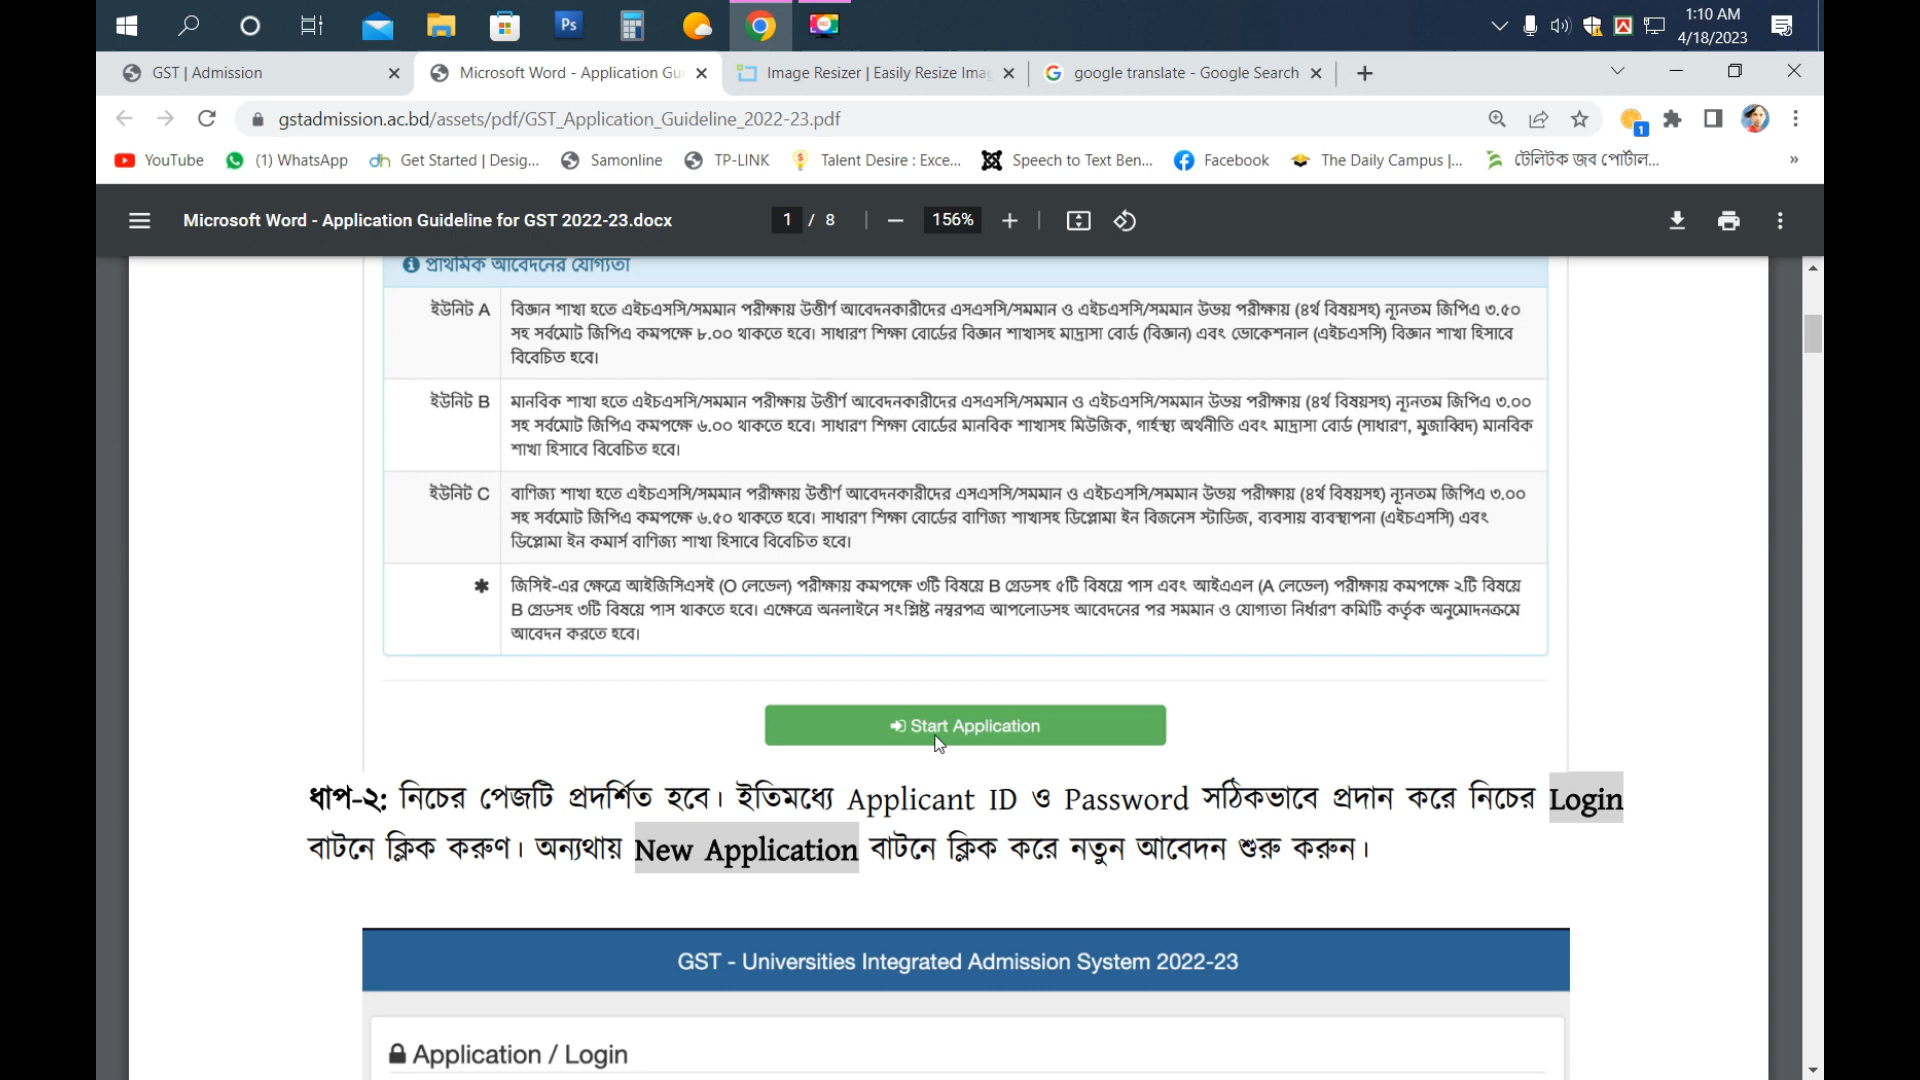 1:10 AM
4/18/2023
GST | Admission
Microsoft Word - Application Gu
Image Resizer | Easily Resize Imag
google translate - Google Search
gstadmission.ac.bd/assets/pdf/GST_Application_Guideline_2022-23.pdf
1
YouTube
(1) WhatsApp
Get Started | Desig...
Samonline
TP-LINK
Talent Desire : Exce...
Speech to Text Ben...
Facebook
The Daily Campus |...
টেলিটক জব পোর্টাল...
Microsoft Word - Application Guideline for GST 2022-23.docx
1 / 8
156%
প্রাথমিক আবেদনের যোগ্যতা
ইউনিট A
বিজ্ঞান শাখা হতে এইচএসসি/সমমান পরীক্ষায় উত্তীর্ণ আবেদনকারীদের এসএসসি/সমমান ও এইচএসসি/সমমান উভয় পরীক্ষায় (৪র্থ বিষয়সহ) ন্যূনতম জিপিএ ৩.৫০
সহ সর্বমোট জিপিএ কমপক্ষে ৮.০০ থাকতে হবে। সাধারণ শিক্ষা বোর্ডের বিজ্ঞান শাখাসহ মাদ্রাসা বোর্ড (বিজ্ঞান) এবং ভোকেশনাল (এইচএসসি) বিজ্ঞান শাখা হিসাবে
বিবেচিত হবে।
ইউনিট B
মানবিক শাখা হতে এইচএসসি/সমমান পরীক্ষায় উত্তীর্ণ আবেদনকারীদের এসএসসি/সমমান ও এইচএসসি/সমমান উভয় পরীক্ষায় (৪র্থ বিষয়সহ) ন্যূনতম জিপিএ ৩.০০
সহ সর্বমোট জিপিএ কমপক্ষে ৬.০০ থাকতে হবে। সাধারণ শিক্ষা বোর্ডের মানবিক শাখাসহ মিউজিক, গার্হস্থ্য অর্থনীতি এবং মাদ্রাসা বোর্ড (সাধারণ, মুজাব্বিদ) মানবিক
শাখা হিসাবে বিবেচিত হবে।
ইউনিট C
বাণিজ্য শাখা হতে এইচএসসি/সমমান পরীক্ষায় উত্তীর্ণ আবেদনকারীদের এসএসসি/সমমান ও এইচএসসি/সমমান উভয় পরীক্ষায় (৪র্থ বিষয়সহ) ন্যূনতম জিপিএ ৩.০০
সহ সর্বমোট জিপিএ কমপক্ষে ৬.৫০ থাকতে হবে। সাধারণ শিক্ষা বোর্ডের বাণিজ্য শাখাসহ ডিপ্লোমা ইন বিজনেস স্টাডিজ, ব্যবসায় ব্যবস্থাপনা (এইচএসসি) এবং
ডিপ্লোমা ইন কমার্স বাণিজ্য শাখা হিসাবে বিবেচিত হবে।
জিসিই-এর ক্ষেত্রে আইজিসিএসই (O লেভেল) পরীক্ষায় কমপক্ষে ৩টি বিষয়ে B গ্রেডসহ ৫টি বিষয়ে পাস এবং আইএএল (A লেভেল) পরীক্ষায় কমপক্ষে ২টি বিষয়ে
B গ্রেডসহ ৩টি বিষয়ে পাস থাকতে হবে। এক্ষেত্রে অনলাইনে সংশ্লিষ্ট নম্বরপত্র আপলোডসহ আবেদনের পর সমমান ও যোগ্যতা নির্ধারণ কমিটি কর্তৃক অনুমোদনক্রমে
আবেদন করতে হবে।
Start Application
ধাপ-২: নিচের পেজটি প্রদর্শিত হবে। ইতিমধ্যে Applicant ID ও Password সঠিকভাবে প্রদান করে নিচের Login
বাটনে ক্লিক করুণ। অন্যথায় New Application বাটনে ক্লিক করে নতুন আবেদন শুরু করুন।
GST - Universities Integrated Admission System 2022-23
Application / Login